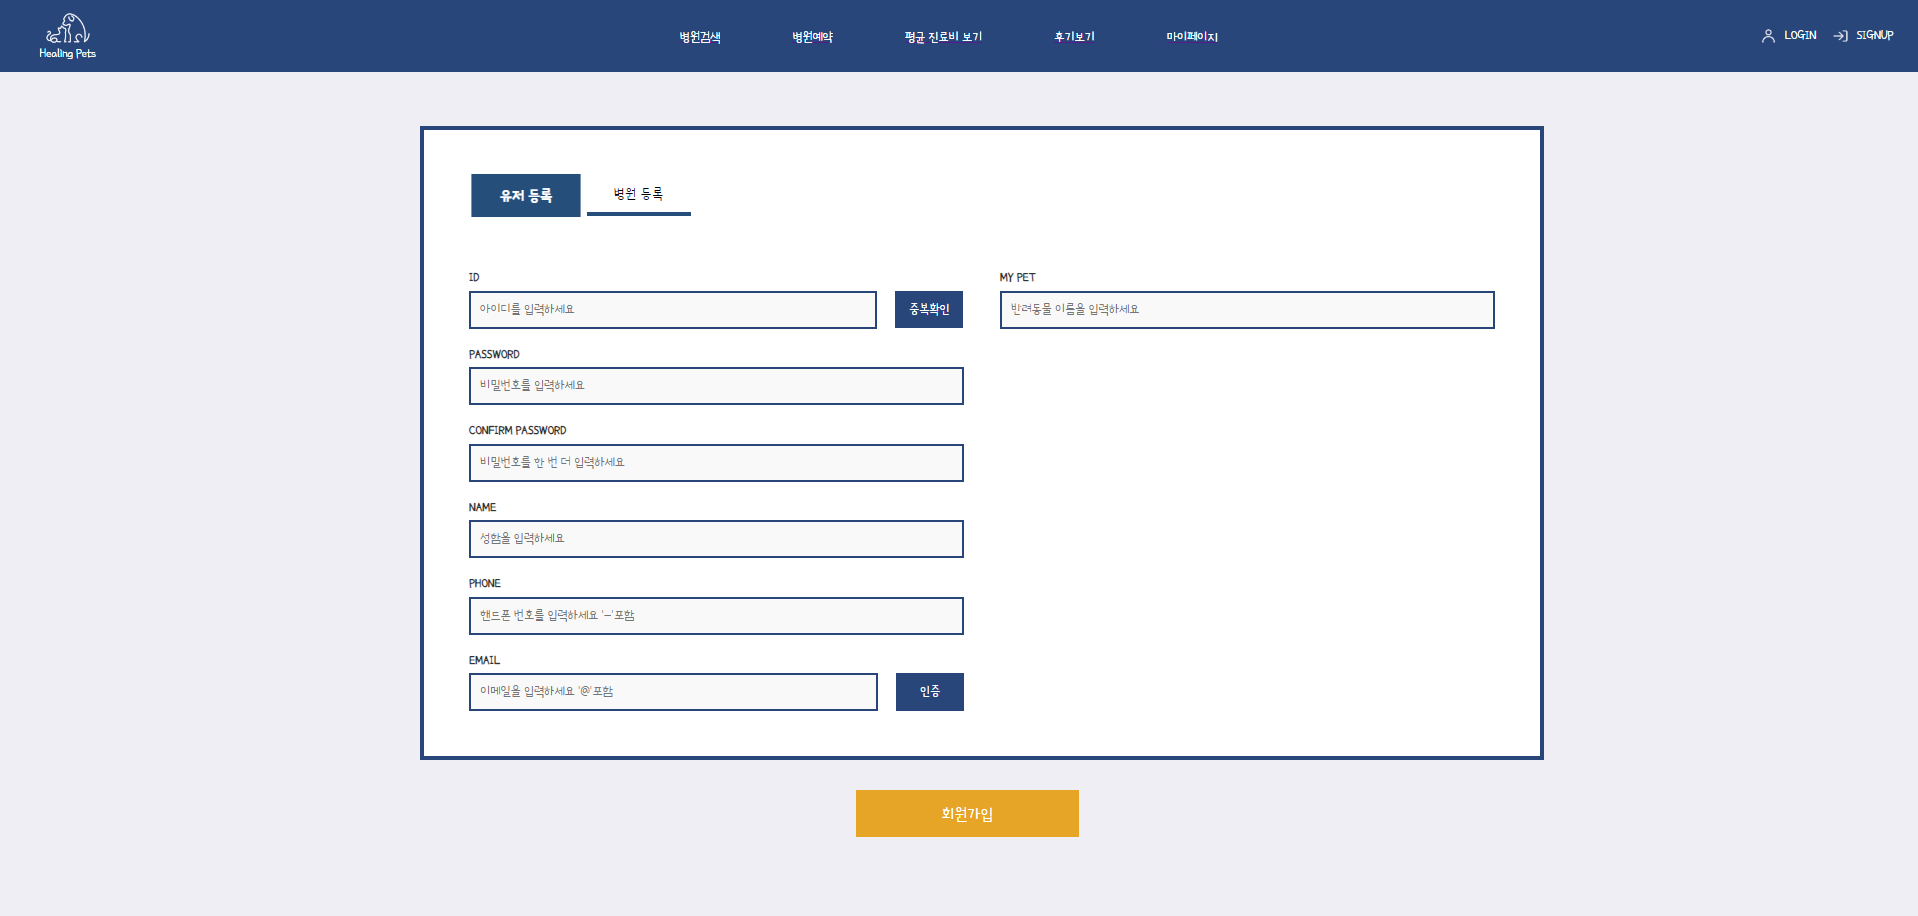 Healing Pets
병원검색 병원예약 평균 진료비 보기 후기보기 마이페이지
LOGIN SIGNUP
유저 등록 병원 등록
ID
아이디를 입력하세요 중복확인
PASSWORD
비밀번호를 입력하세요
CONFIRM PASSWORD
비밀번호를 한 번 더 입력하세요
NAME
성함을 입력하세요
PHONE
핸드폰 번호를 입력하세요 '-'포함
EMAIL
이메일을 입력하세요 '@'포함 인증
MY PET
반려동물 이름을 입력하세요
회원가입